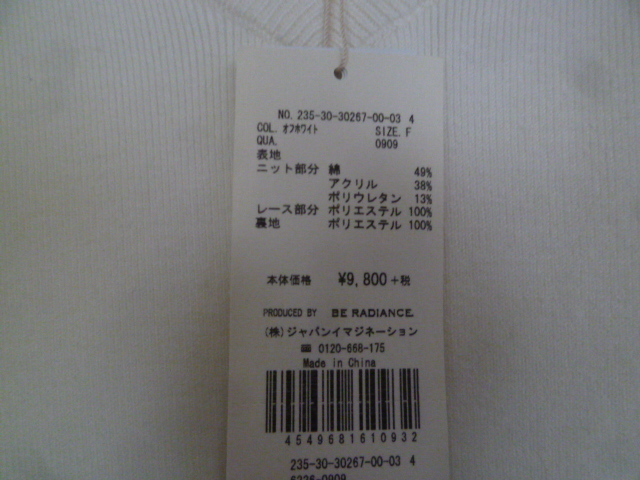 NO. 235-30-30267-00-03 4
COL. オフホワイト SIZE. F
QUA. 0909
表地
ニット部分 綿 49%
アクリル 38%
ポリウレタン 13%
レース部分 ポリエステル 100%
裏地 ポリエステル 100%
本体価格 ¥9,800+税
PRODUCED BY BE RADIANCE.
(株)ジャパンイマジネーション
0120-668-175
Made in China
4549681610932
235-30-30267-00-03 4